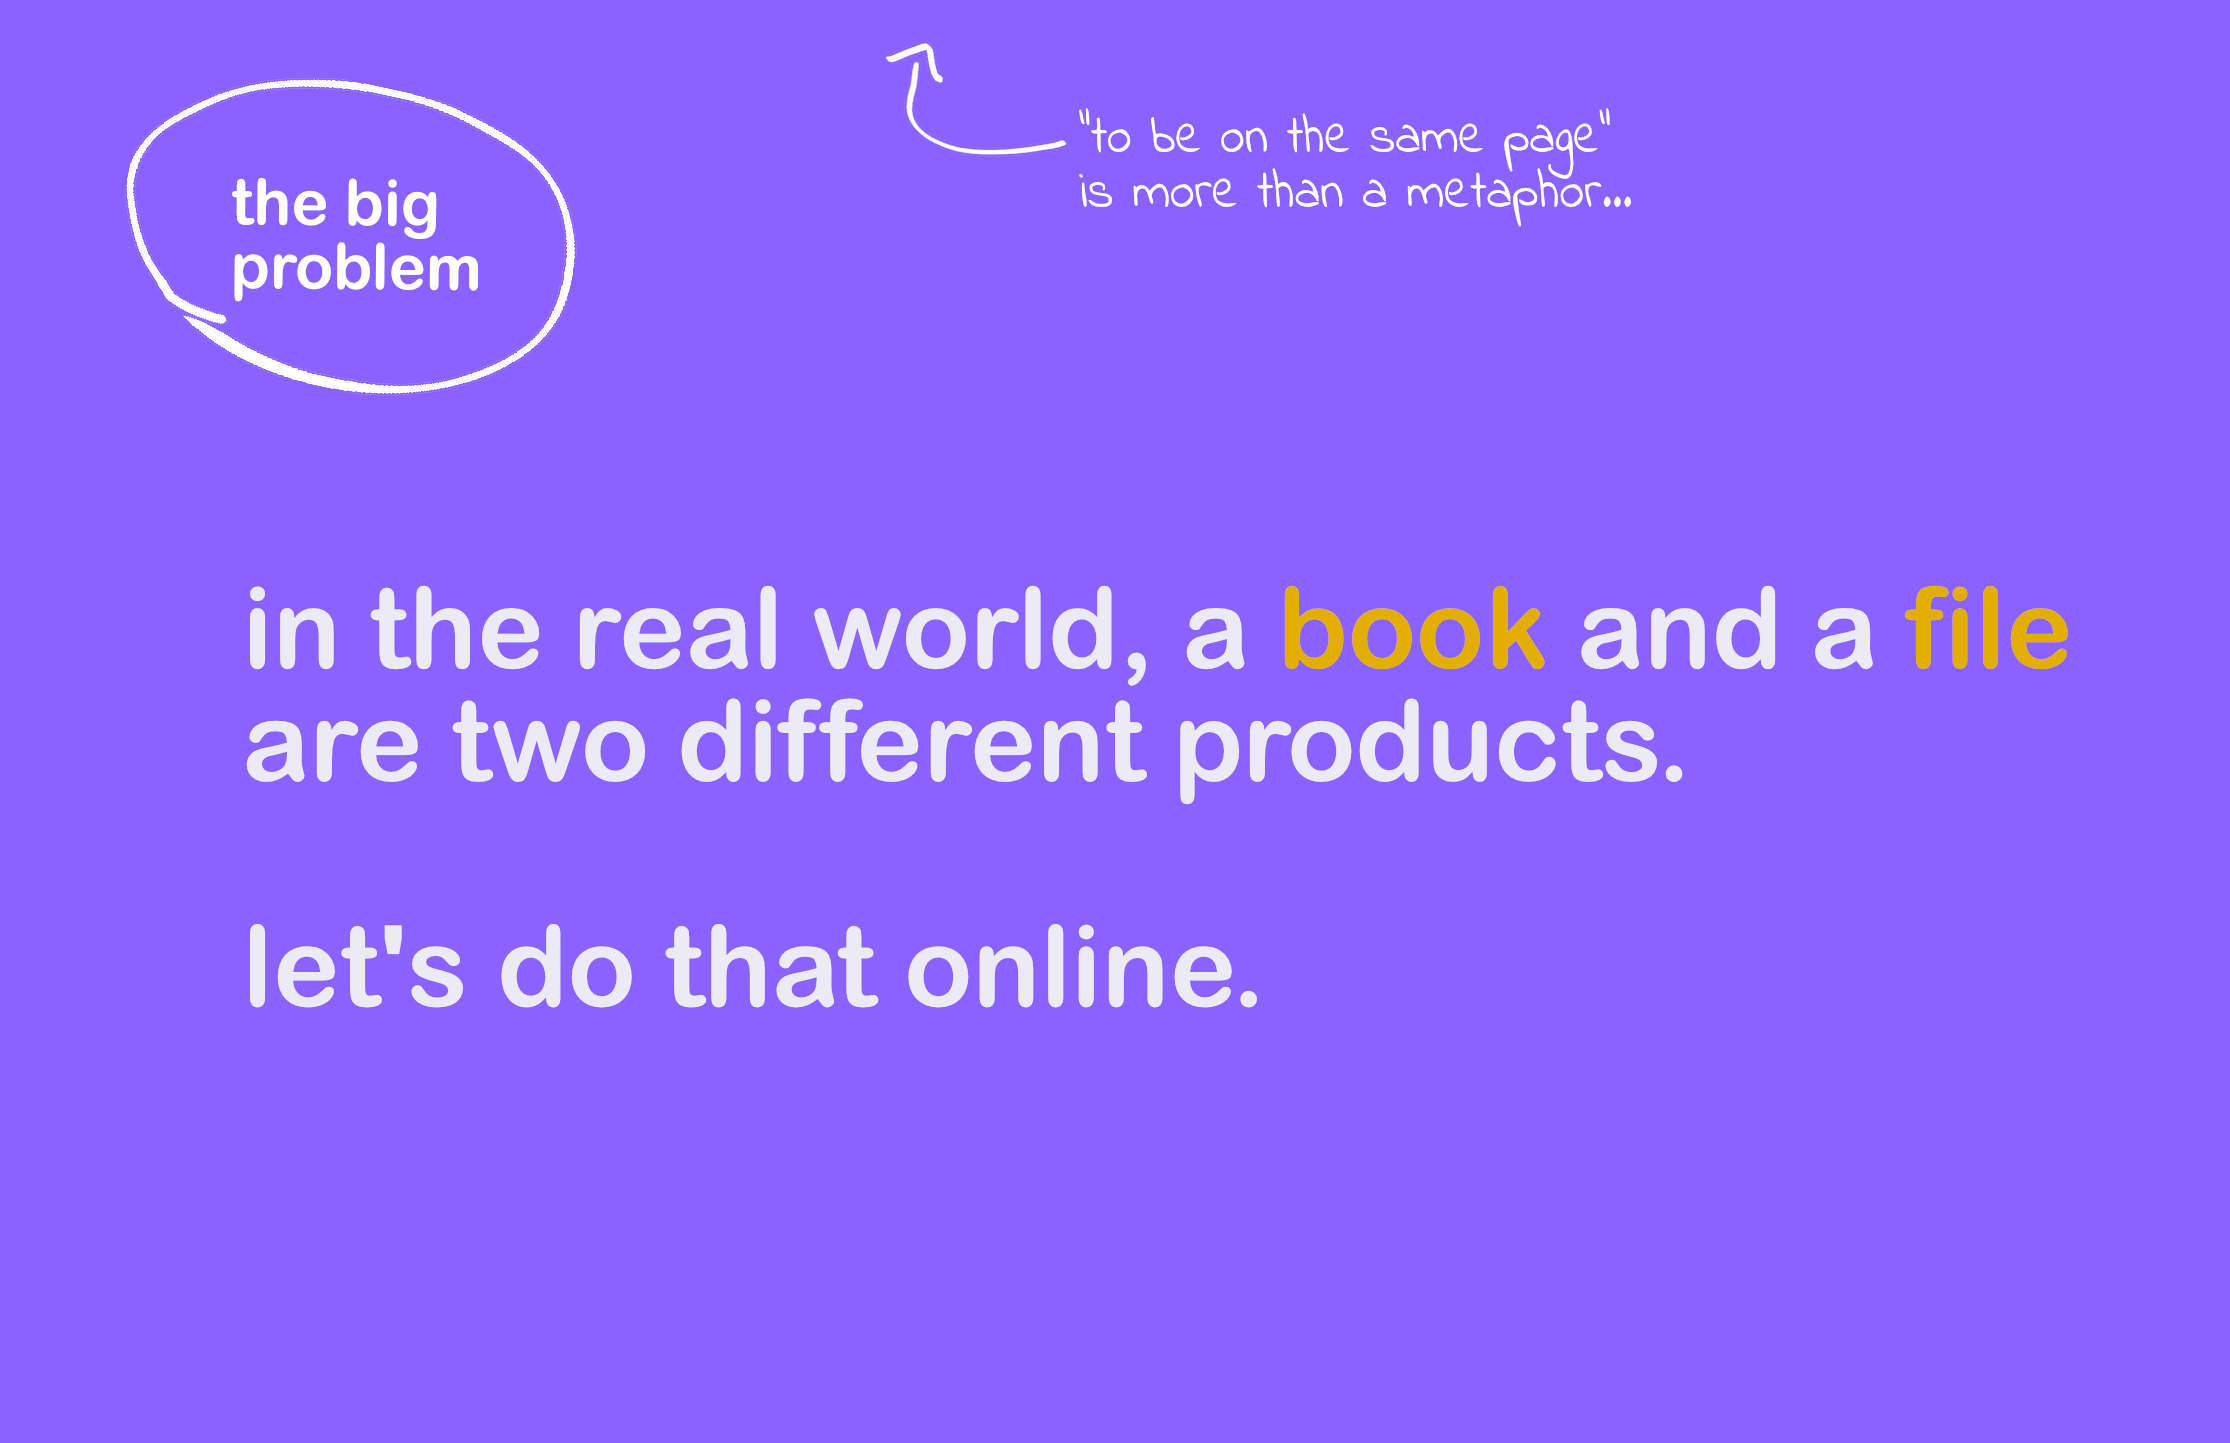 the big
problem
"to be on the same page"
is more than a metaphor...
in the real world, a book and a file
are two different products.
let's do that online.